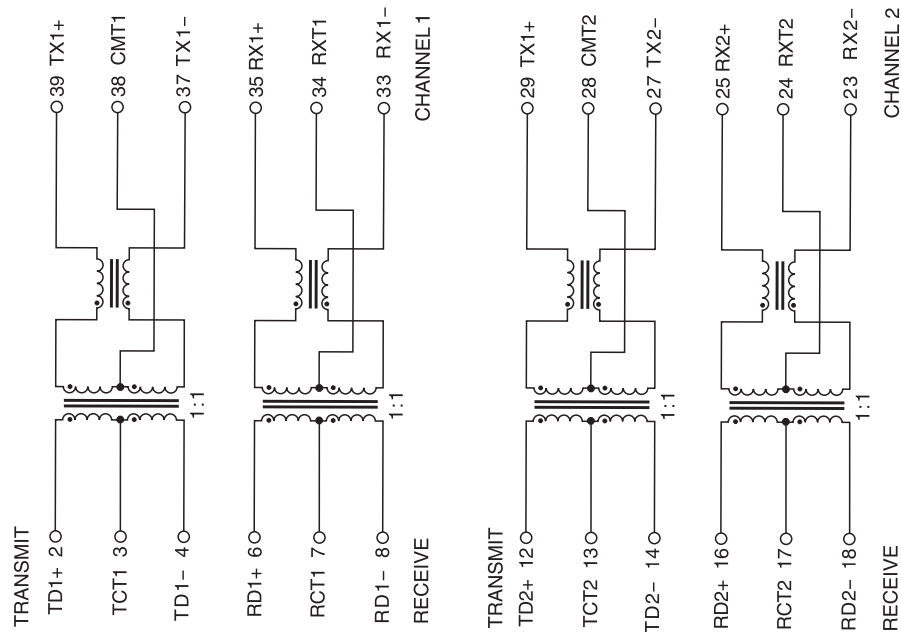 39 TX1+
38 CMT1
37 TX1−
35 RX1+
34 RXT1
33 RX1−
CHANNEL 1
29 TX1+
28 CMT2
27 TX2−
25 RX2+
24 RXT2
23 RX2−
CHANNEL 2
1:1
1:1
1:1
1:1
TRANSMIT
TD1+ 2
TCT1 3
TD1− 4
RD1+ 6
RCT1 7
RD1− 8
RECEIVE
TRANSMIT
TD2+ 12
TCT2 13
TD2− 14
RD2+ 16
RCT2 17
RD2− 18
RECEIVE